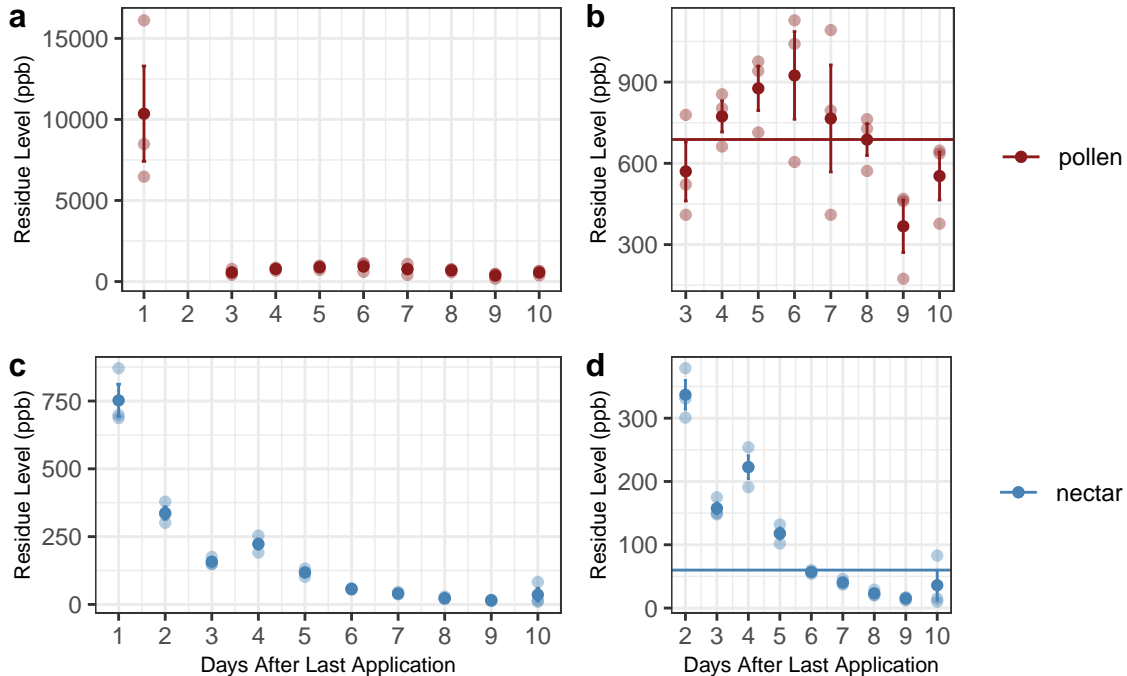 a
b
15000
10000
5000
0
Residue Level (ppb)
1 2 3 4 5 6 7 8 9 10
900
600
300
Residue Level (ppb)
3 4 5 6 7 8 9 10
pollen
c
d
750
500
250
0
Residue Level (ppb)
1 2 3 4 5 6 7 8 9 10
Days After Last Application
300
200
100
0
Residue Level (ppb)
2 3 4 5 6 7 8 9 10
Days After Last Application
nectar